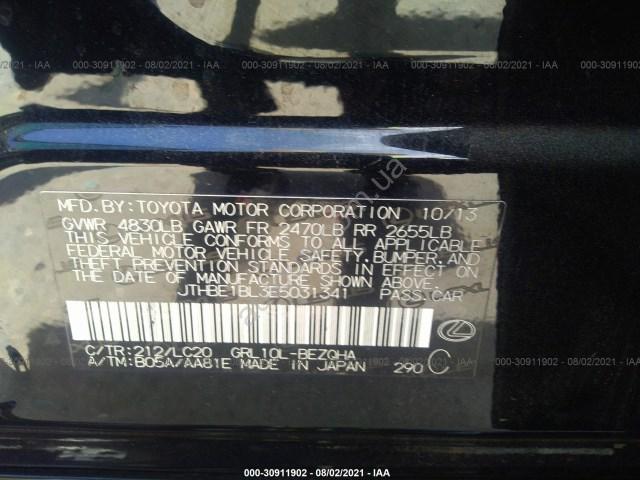 000-30911902 - 08/02/2021 - IAA
MFD.BY:TOYOTA MOTOR CORPORATION 10/13
GVWR 4830LB GAWR FR 2470LB RR 2655LB
THIS VEHICLE CONFORMS TO ALL APPLICABLE
FEDERAL MOTOR VEHICLE SAFETY,BUMPER,AND
THEFT PREVENTION STANDARDS IN EFFECT ON
THE DATE OF MANUFACTURE SHOWN ABOVE.
JTHBE1BL3E5031341 PASS.CAR
C/TR:212/LC20 GRL10L-BEZQHA
A/TM:B05A/AA81E MADE IN JAPAN 290 C
000-30911902 - 08/02/2021 - IAA